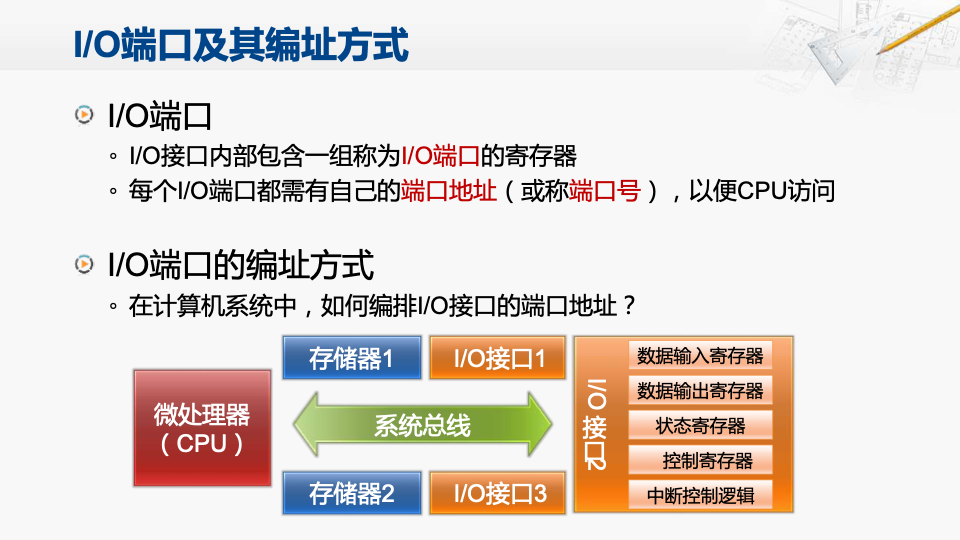 I/O端口及其编址方式
I/O端口
I/O接口内部包含一组称为I/O端口的寄存器
每个I/O端口都需有自己的端口地址（或称端口号），以便CPU访问
I/O端口的编址方式
在计算机系统中，如何编排I/O接口的端口地址？
微处理器
（CPU）
存储器1
I/O接口1
系统总线
存储器2
I/O接口3
I/O接口2
数据输入寄存器
数据输出寄存器
状态寄存器
控制寄存器
中断控制逻辑